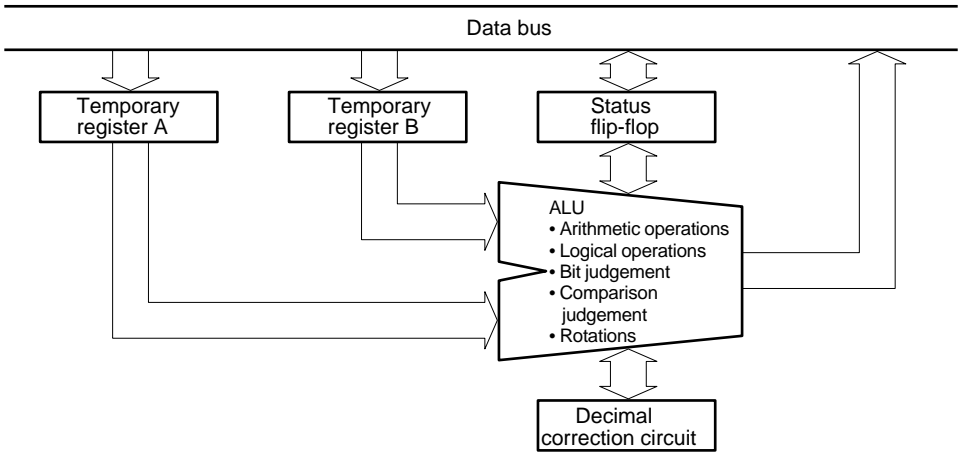 Data bus
Temporary
register A
Temporary
register B
Status
flip-flop
ALU
• Arithmetic operations
• Logical operations
• Bit judgement
• Comparison
judgement
• Rotations
Decimal
correction circuit